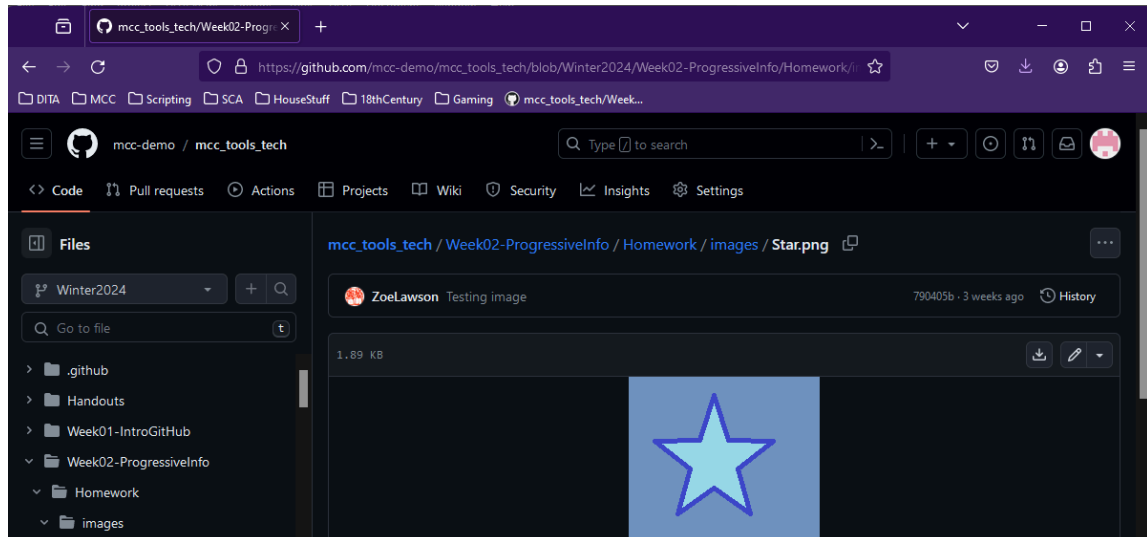 mcc_tools_tech/Week02-Progre
https://github.com/mcc-demo/mcc_tools_tech/blob/Winter2024/Week02-ProgressiveInfo/Homework/i
DITA MCC Scripting SCA HouseStuff 18thCentury Gaming mcc_tools_tech/Week...
mcc-demo / mcc_tools_tech Type / to search
Code Pull requests Actions Projects Wiki Security Insights Settings
Files
mcc_tools_tech / Week02-ProgressiveInfo / Homework / images / Star.png
Winter2024
ZoeLawson Testing image 790405b · 3 weeks ago History
Go to file t
1.89 KB
.github
Handouts
Week01-IntroGitHub
Week02-ProgressiveInfo
Homework
images